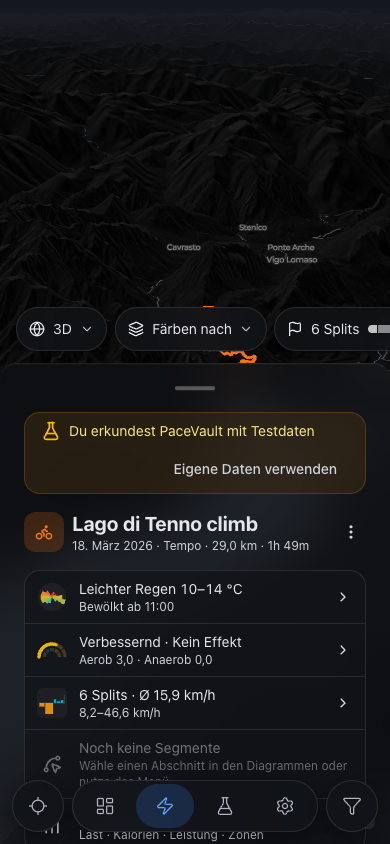 Stenico
Cavrasto
Ponte Arche
Vigo Lomaso
3D
Färben nach
6 Splits
Du erkundest PaceVault mit Testdaten
Eigene Daten verwenden
Lago di Tenno climb
18. März 2026 · Tempo · 29,0 km · 1h 49m
Leichter Regen 10–14 °C
Bewölkt ab 11:00
Verbessernd · Kein Effekt
Aerob 3,0 · Anaerob 0,0
6 Splits · Ø 15,9 km/h
8,2–46,6 km/h
Noch keine Segmente
Wähle einen Abschnitt in den Diagrammen oder
Last · Kalorien · Leistung · Zonen